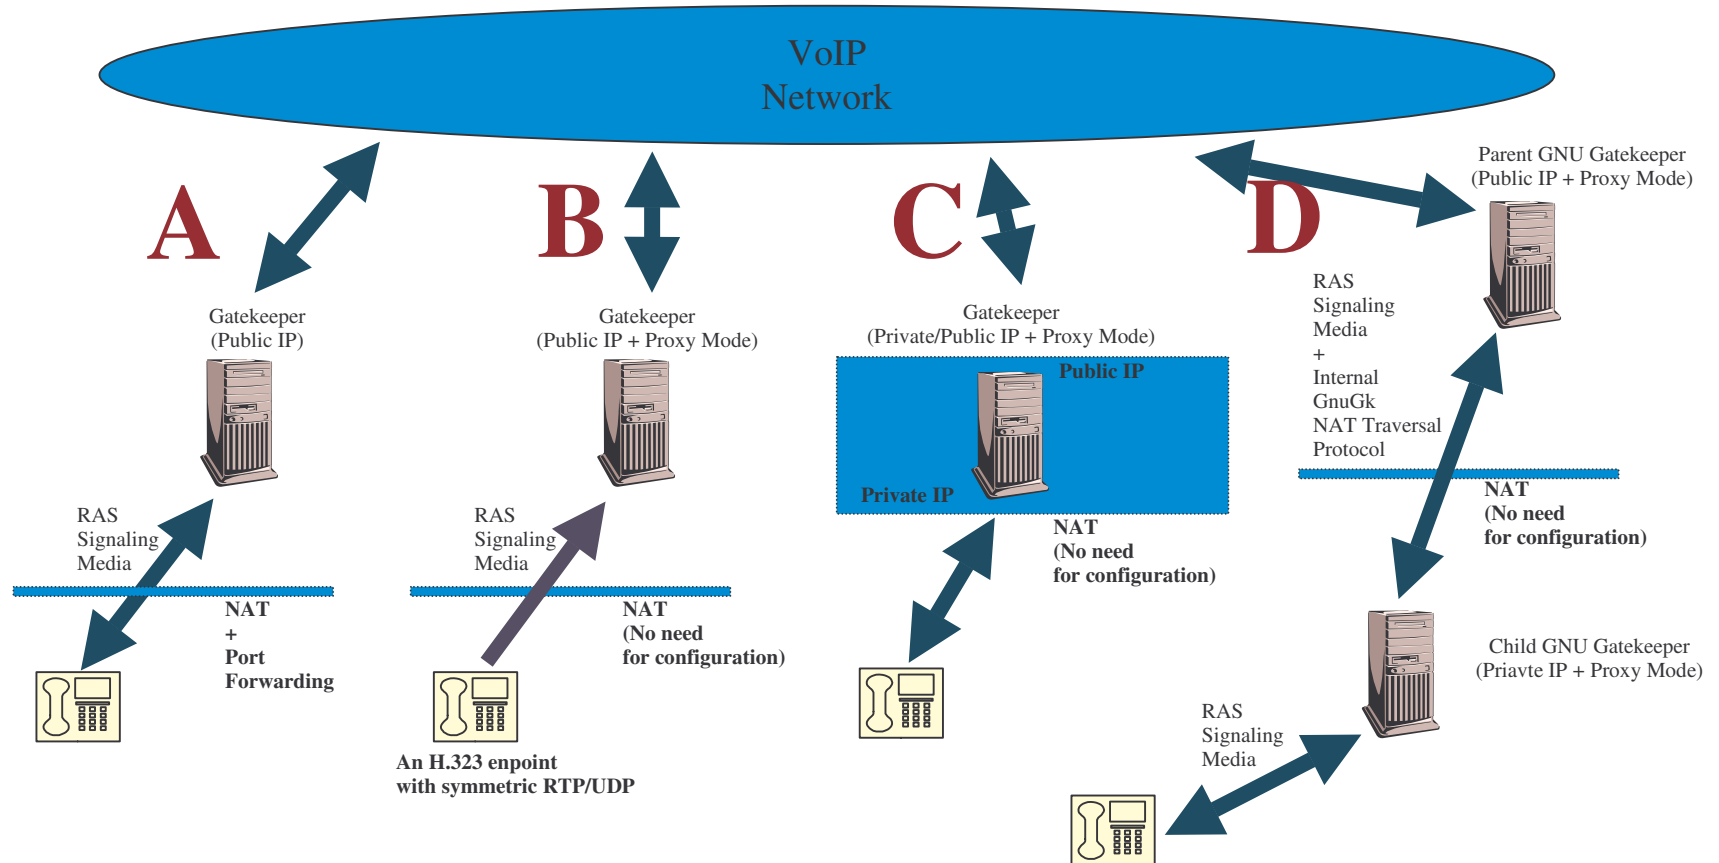 VoIP
Network
A
Gatekeeper
(Public IP)
RAS
Signaling
Media
NAT
+
Port
Forwarding
B
Gatekeeper
(Public IP + Proxy Mode)
RAS
Signaling
Media
NAT
(No need
for configuration)
An H.323 enpoint
with symmetric RTP/UDP
C
Gatekeeper
(Private/Public IP + Proxy Mode)
Public IP
Private IP
NAT
(No need
for configuration)
D
Parent GNU Gatekeeper
(Public IP + Proxy Mode)
RAS
Signaling
Media
+
Internal
GnuGk
NAT Traversal
Protocol
NAT
(No need
for configuration)
Child GNU Gatekeeper
(Priavte IP + Proxy Mode)
RAS
Signaling
Media